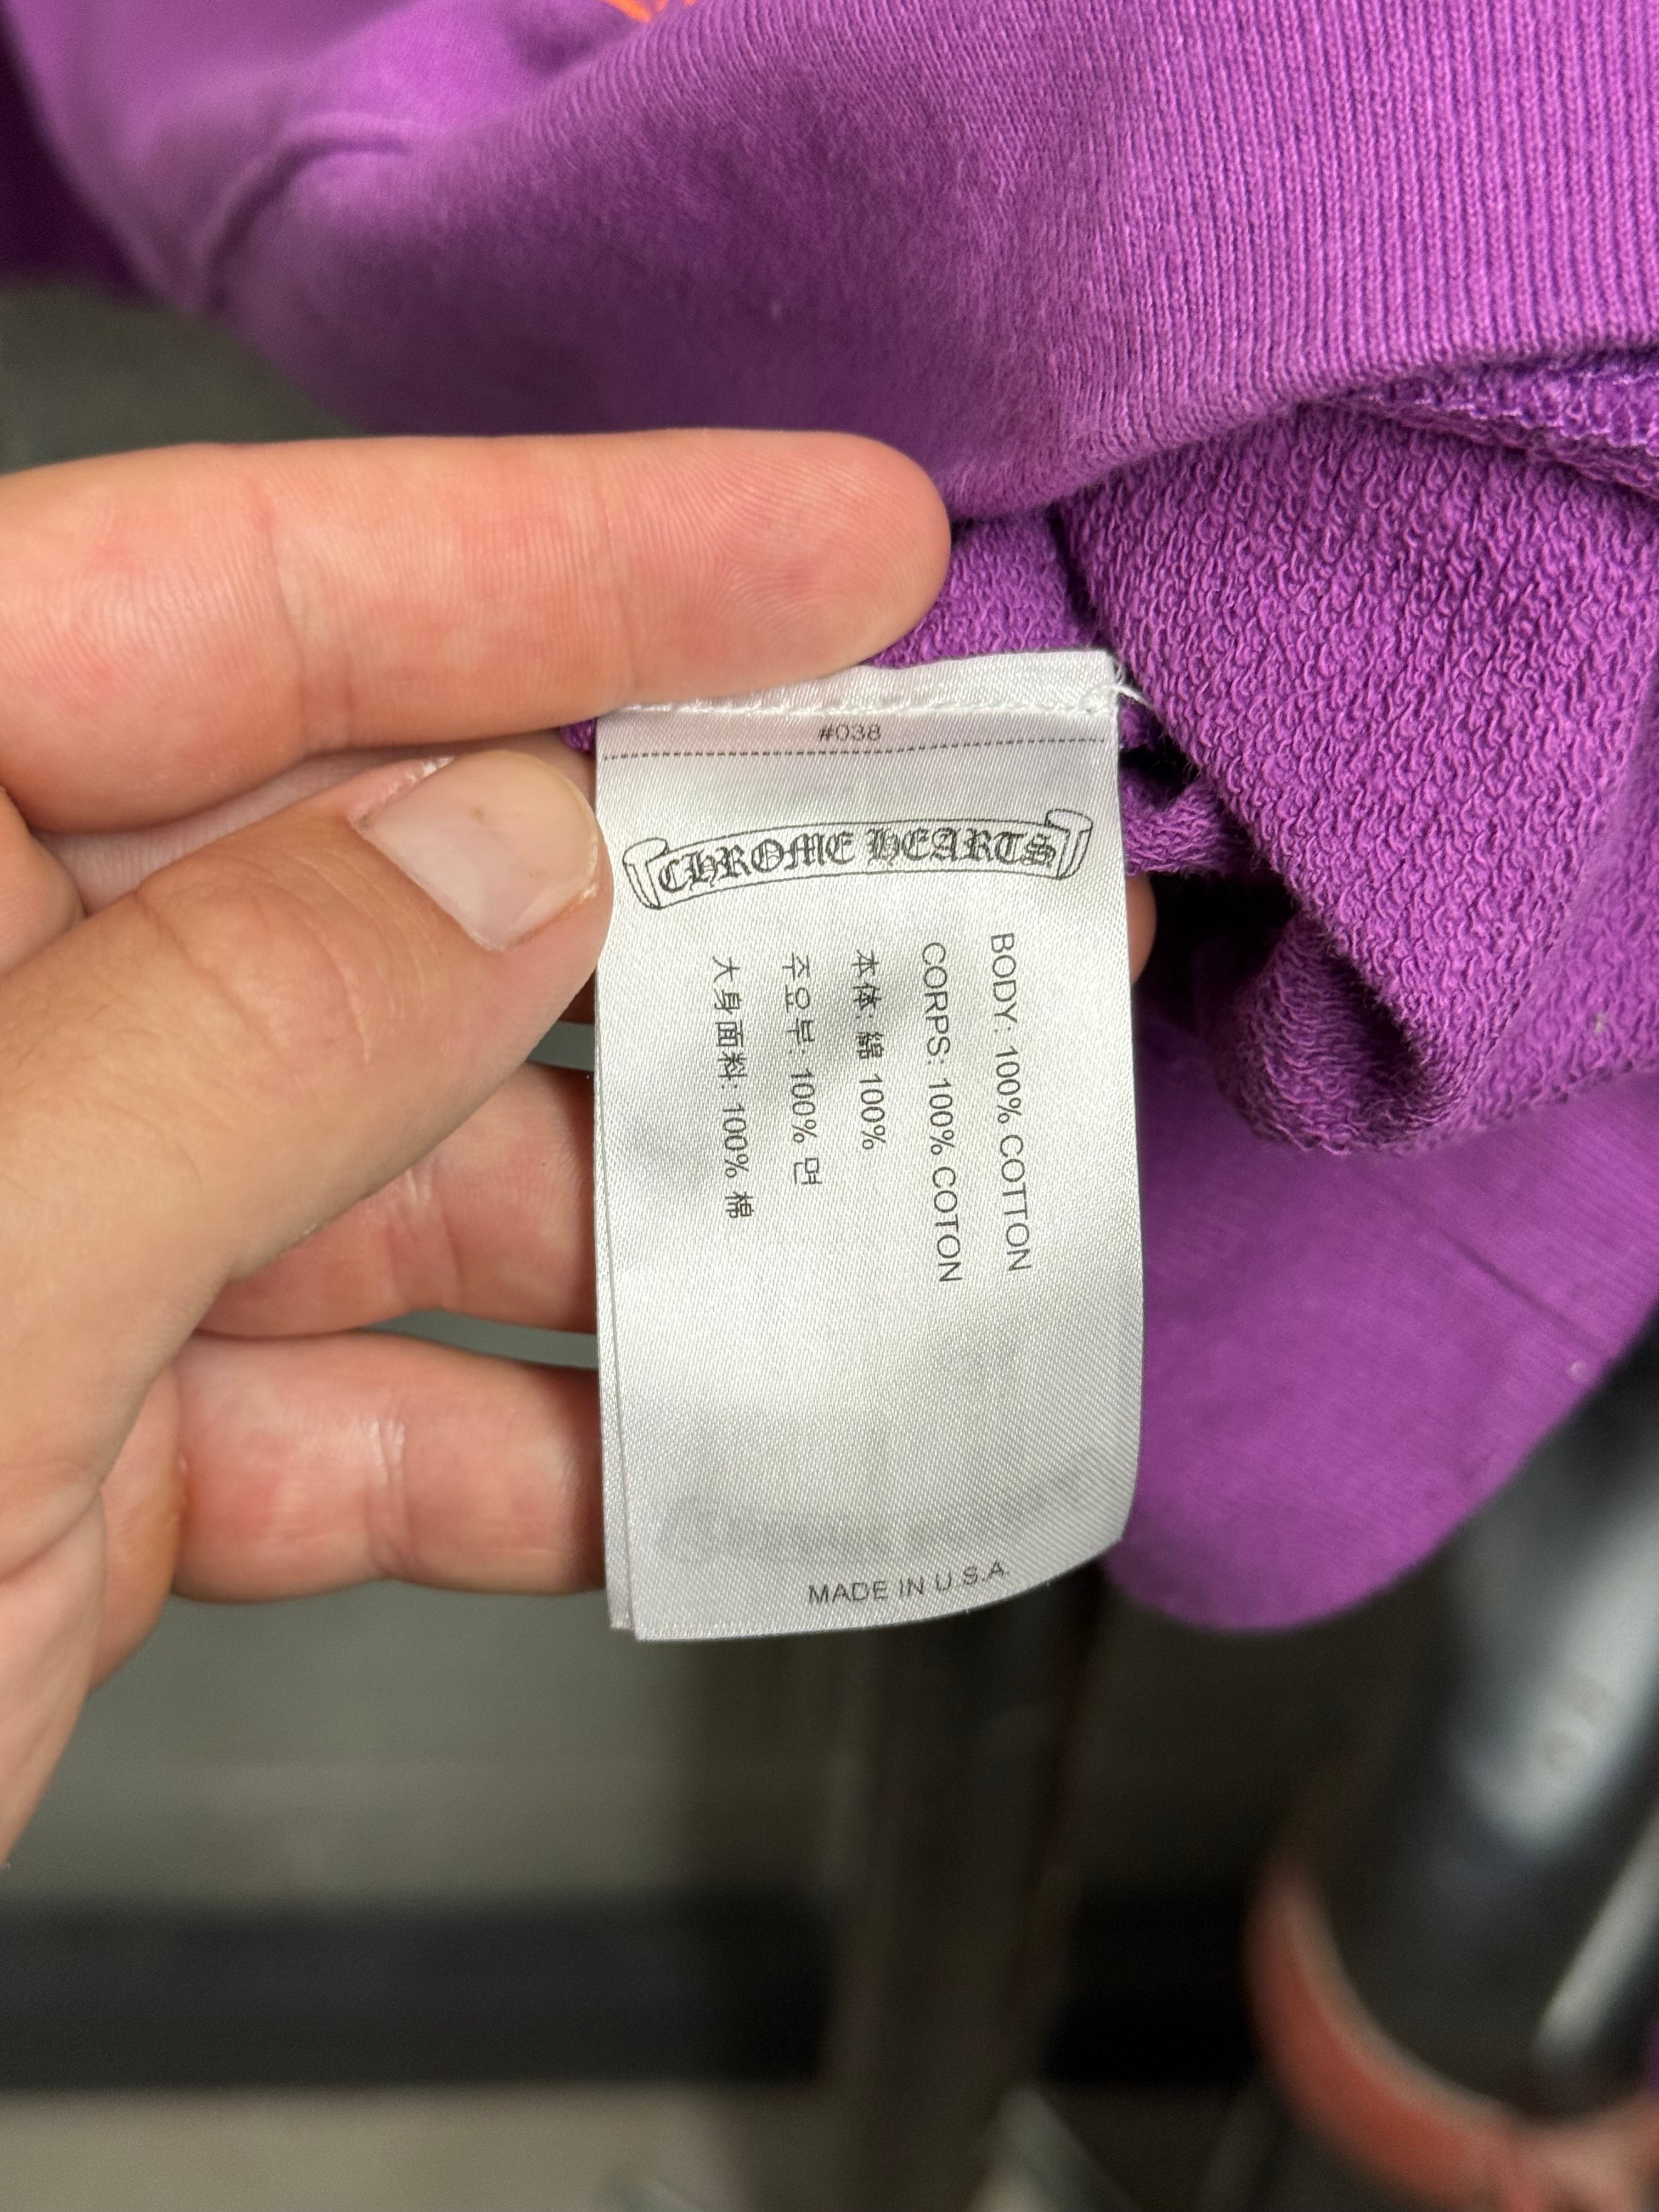 #038
CHROME HEARTS
BODY: 100% COTTON
CORPS: 100% COTON
本体: 綿 100%
주요부: 100% 면
大身面料: 100% 棉
MADE IN U.S.A.